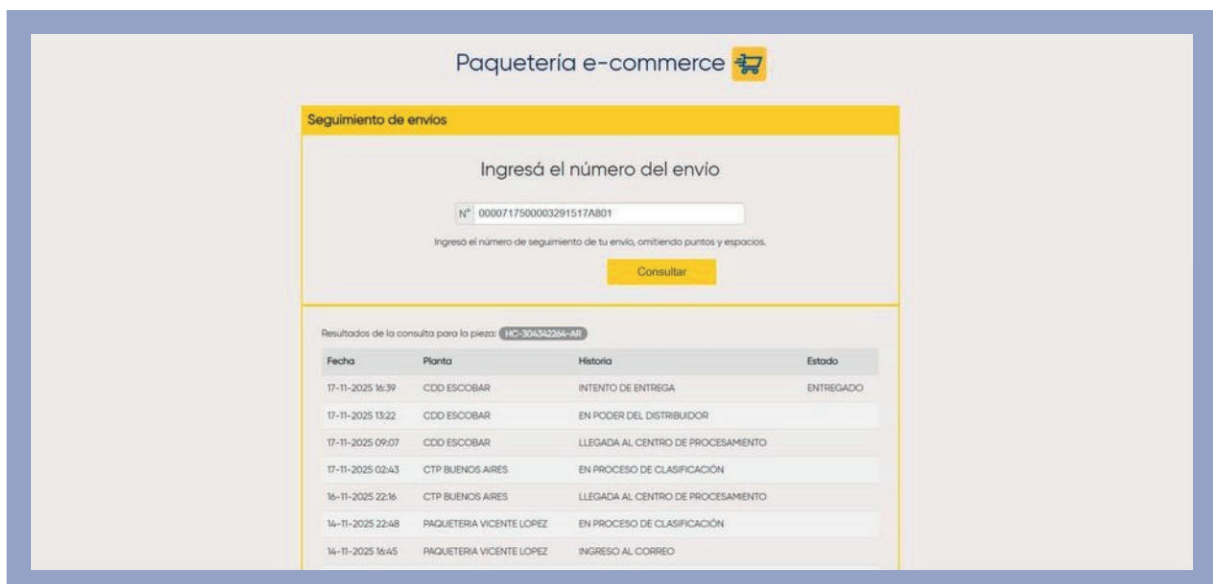 Paquetería e-commerce
Seguimiento de envíos
Ingresá el número del envío
N° 0000717500003291517A801
Ingresá el número de seguimiento de tu envío, omitiendo puntos y espacios.
Consultar
Resultados de la consulta para la pieza: HC-304342264-AR
Fecha Planta Historia Estado
17-11-2025 16:39 CDD ESCOBAR INTENTO DE ENTREGA ENTREGADO
17-11-2025 13:22 CDD ESCOBAR EN PODER DEL DISTRIBUIDOR
17-11-2025 09:07 CDD ESCOBAR LLEGADA AL CENTRO DE PROCESAMIENTO
17-11-2025 02:43 CTP BUENOS AIRES EN PROCESO DE CLASIFICACIÓN
16-11-2025 22:16 CTP BUENOS AIRES LLEGADA AL CENTRO DE PROCESAMIENTO
14-11-2025 22:48 PAQUETERIA VICENTE LOPEZ EN PROCESO DE CLASIFICACIÓN
14-11-2025 16:45 PAQUETERIA VICENTE LOPEZ INGRESO AL CORREO